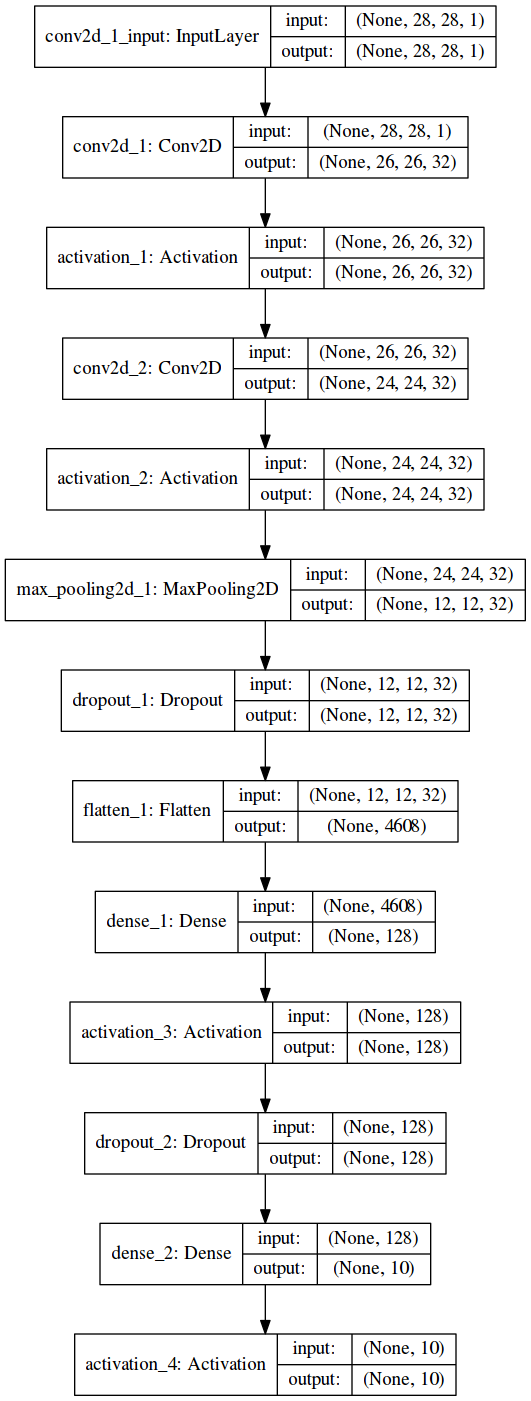 conv2d_1_input: InputLayer
input: (None, 28, 28, 1)
output: (None, 28, 28, 1)
conv2d_1: Conv2D
input: (None, 28, 28, 1)
output: (None, 26, 26, 32)
activation_1: Activation
input: (None, 26, 26, 32)
output: (None, 26, 26, 32)
conv2d_2: Conv2D
input: (None, 26, 26, 32)
output: (None, 24, 24, 32)
activation_2: Activation
input: (None, 24, 24, 32)
output: (None, 24, 24, 32)
max_pooling2d_1: MaxPooling2D
input: (None, 24, 24, 32)
output: (None, 12, 12, 32)
dropout_1: Dropout
input: (None, 12, 12, 32)
output: (None, 12, 12, 32)
flatten_1: Flatten
input: (None, 12, 12, 32)
output: (None, 4608)
dense_1: Dense
input: (None, 4608)
output: (None, 128)
activation_3: Activation
input: (None, 128)
output: (None, 128)
dropout_2: Dropout
input: (None, 128)
output: (None, 128)
dense_2: Dense
input: (None, 128)
output: (None, 10)
activation_4: Activation
input: (None, 10)
output: (None, 10)